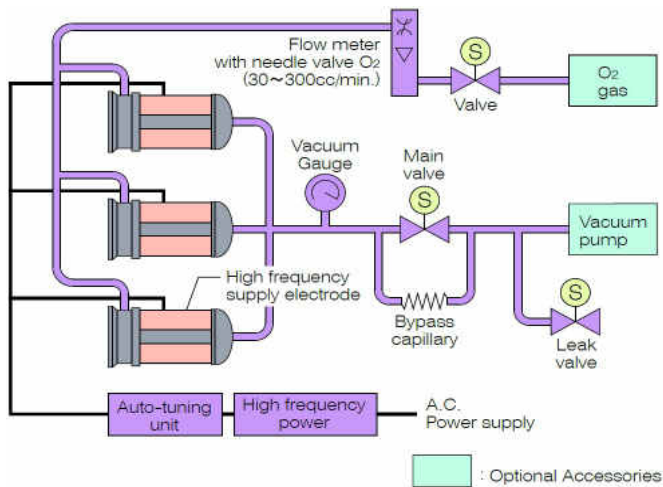 Flow meter
with needle valve O₂
(30～300cc/min.)
S
Valve
O₂
gas
Vacuum
Gauge
Main
valve
S
Vacuum
pump
High frequency
supply electrode
Bypass
capillary
S
Leak
valve
Auto-tuning
unit
High frequency
power
A.C.
Power supply
: Optional Accessories